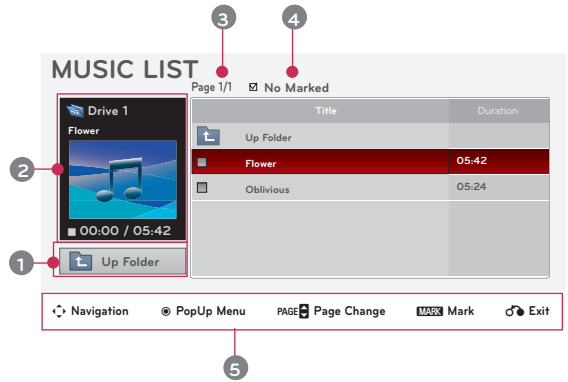 3 4
MUSIC LIST
Page 1/1 No Marked
Drive 1
Flower
2
00:00 / 05:42
1
Up Folder
Title Duration
Up Folder
Flower 05:42
Oblivious 05:24
Navigation PopUp Menu PAGE Page Change MARK Mark Exit
5